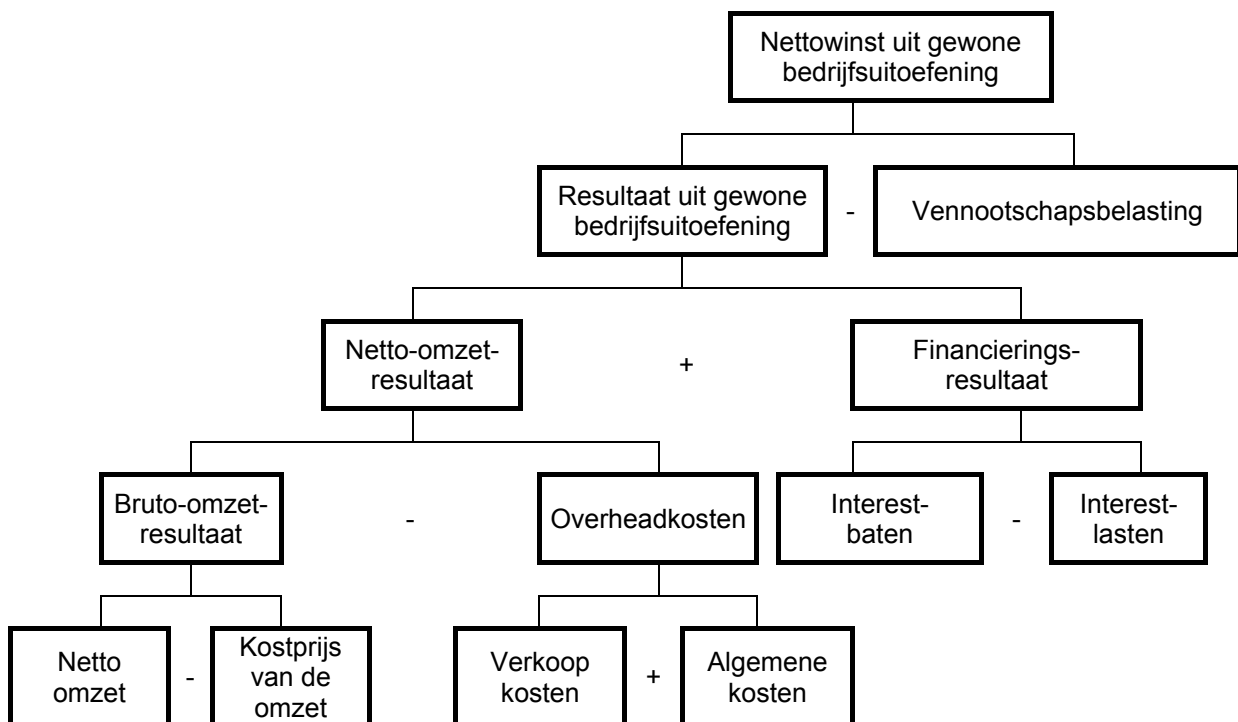 Nettowinst uit gewone
bedrijfsuitoefening
Resultaat uit gewone
bedrijfsuitoefening
-
Vennootschapsbelasting
Netto-omzet-
resultaat
+
Financierings-
resultaat
Bruto-omzet-
resultaat
-
Overheadkosten
Interest-
baten
-
Interest-
lasten
Netto
omzet
-
Kostprijs
van de
omzet
Verkoop
kosten
+
Algemene
kosten